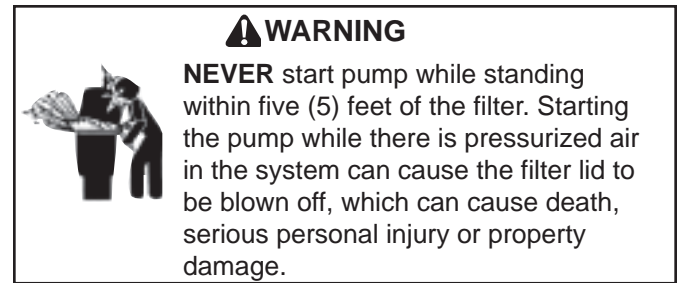 WARNING
NEVER start pump while standing
within five (5) feet of the filter. Starting
the pump while there is pressurized air
in the system can cause the filter lid to
be blown off, which can cause death,
serious personal injury or property
damage.